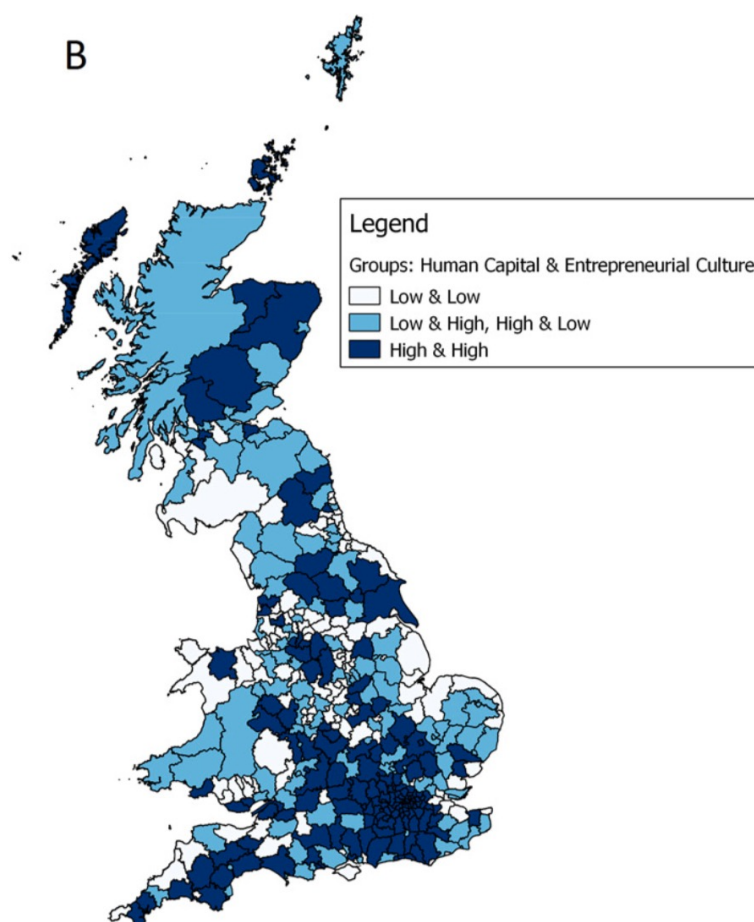 B
Legend
Groups: Human Capital & Entrepreneurial Culture
Low & Low
Low & High, High & Low
High & High